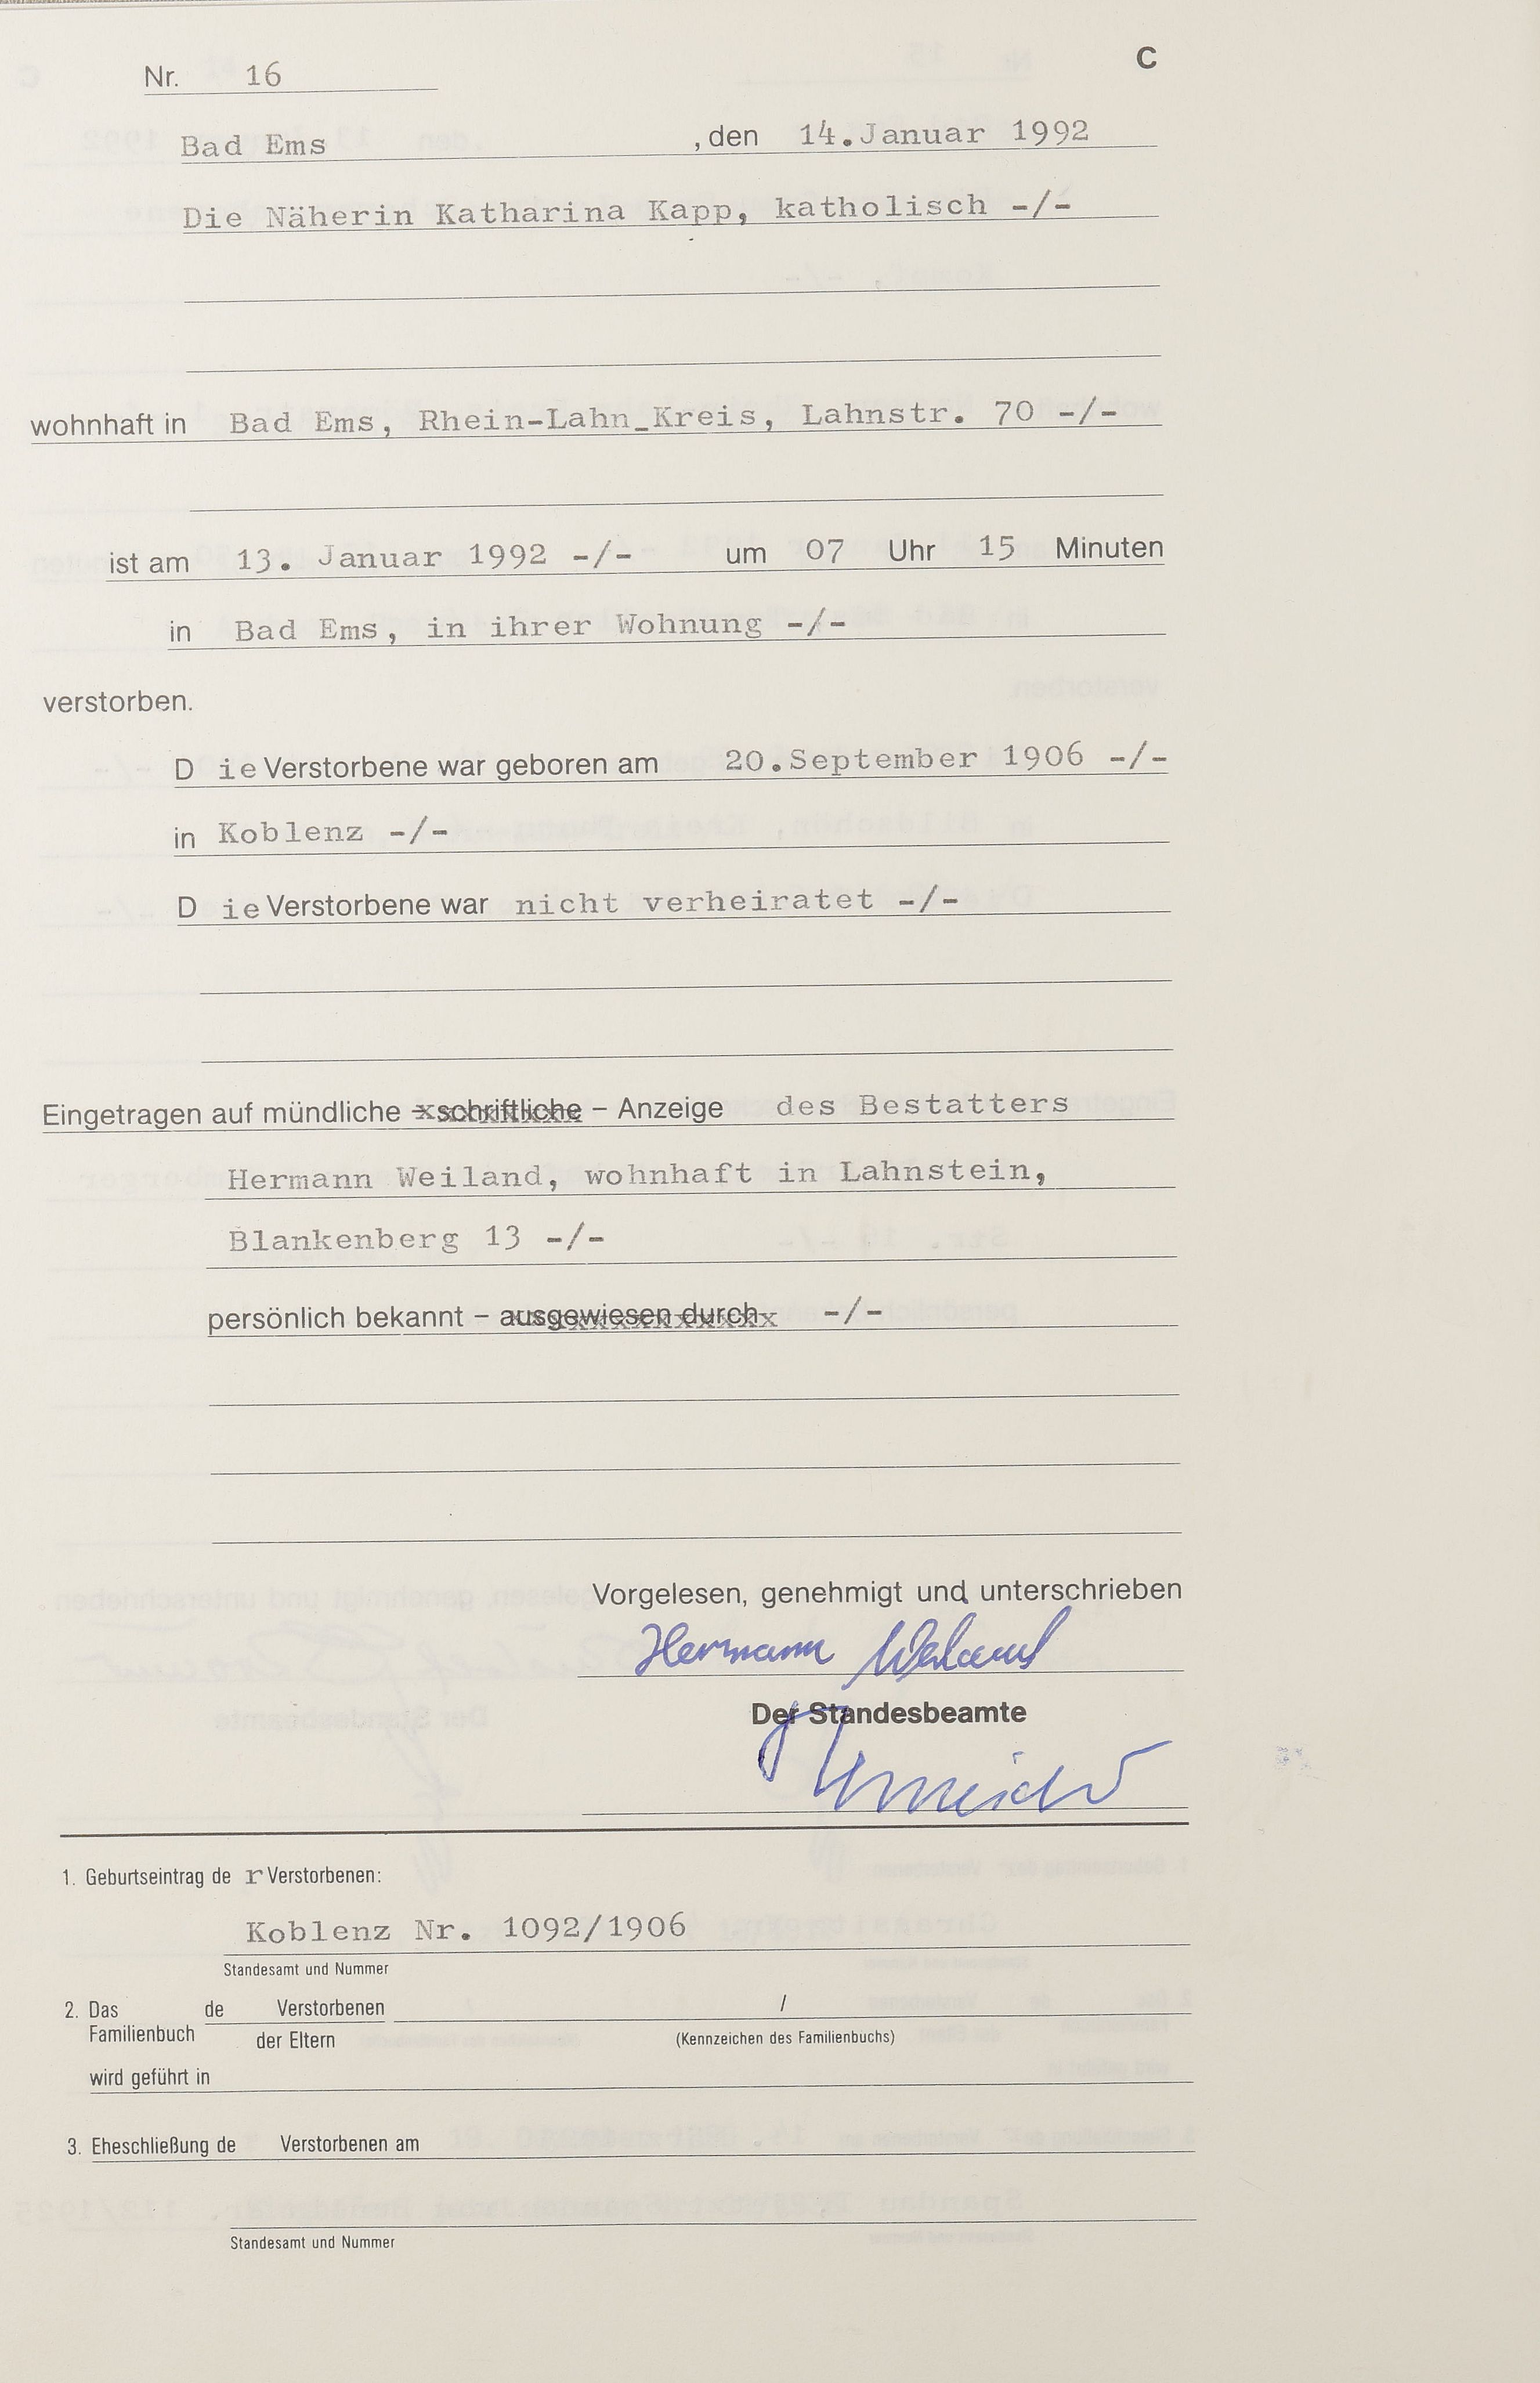 C
Nr. 16
Bad Ems , den 14.Januar 1992
Die Näherin Katharina Kapp, katholisch -/-
wohnhaft in Bad Ems, Rhein-Lahn_Kreis, Lahnstr. 70 -/-
ist am 13. Januar 1992 -/- um 07 Uhr 15 Minuten
in Bad Ems, in ihrer Wohnung -/-
verstorben.
D ie Verstorbene war geboren am 20.September 1906 -/-
in Koblenz -/-
D ie Verstorbene war nicht verheiratet -/-
Eingetragen auf mündliche - schriftliche - Anzeige des Bestatters
Hermann Weiland, wohnhaft in Lahnstein,
Blankenberg 13 -/-
persönlich bekannt - ausgewiesen durch -/-
Vorgelesen, genehmigt und unterschrieben
Hermann Weiland
Der Standesbeamte
1. Geburtseintrag de r Verstorbenen:
Koblenz Nr. 1092/1906
Standesamt und Nummer
2. Das de Verstorbenen /
Familienbuch der Eltern (Kennzeichen des Familienbuchs)
wird geführt in
3. Eheschließung de Verstorbenen am
Standesamt und Nummer